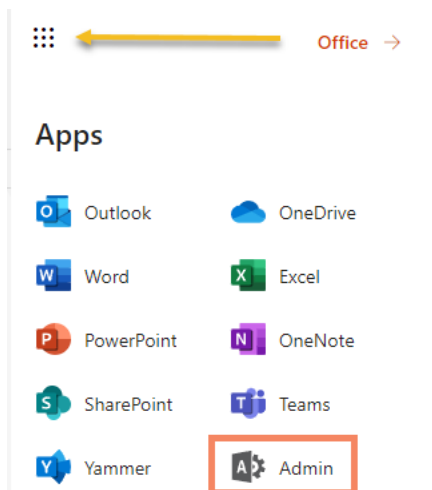 Office →
Apps
Outlook OneDrive
Word Excel
PowerPoint OneNote
SharePoint Teams
Yammer Admin